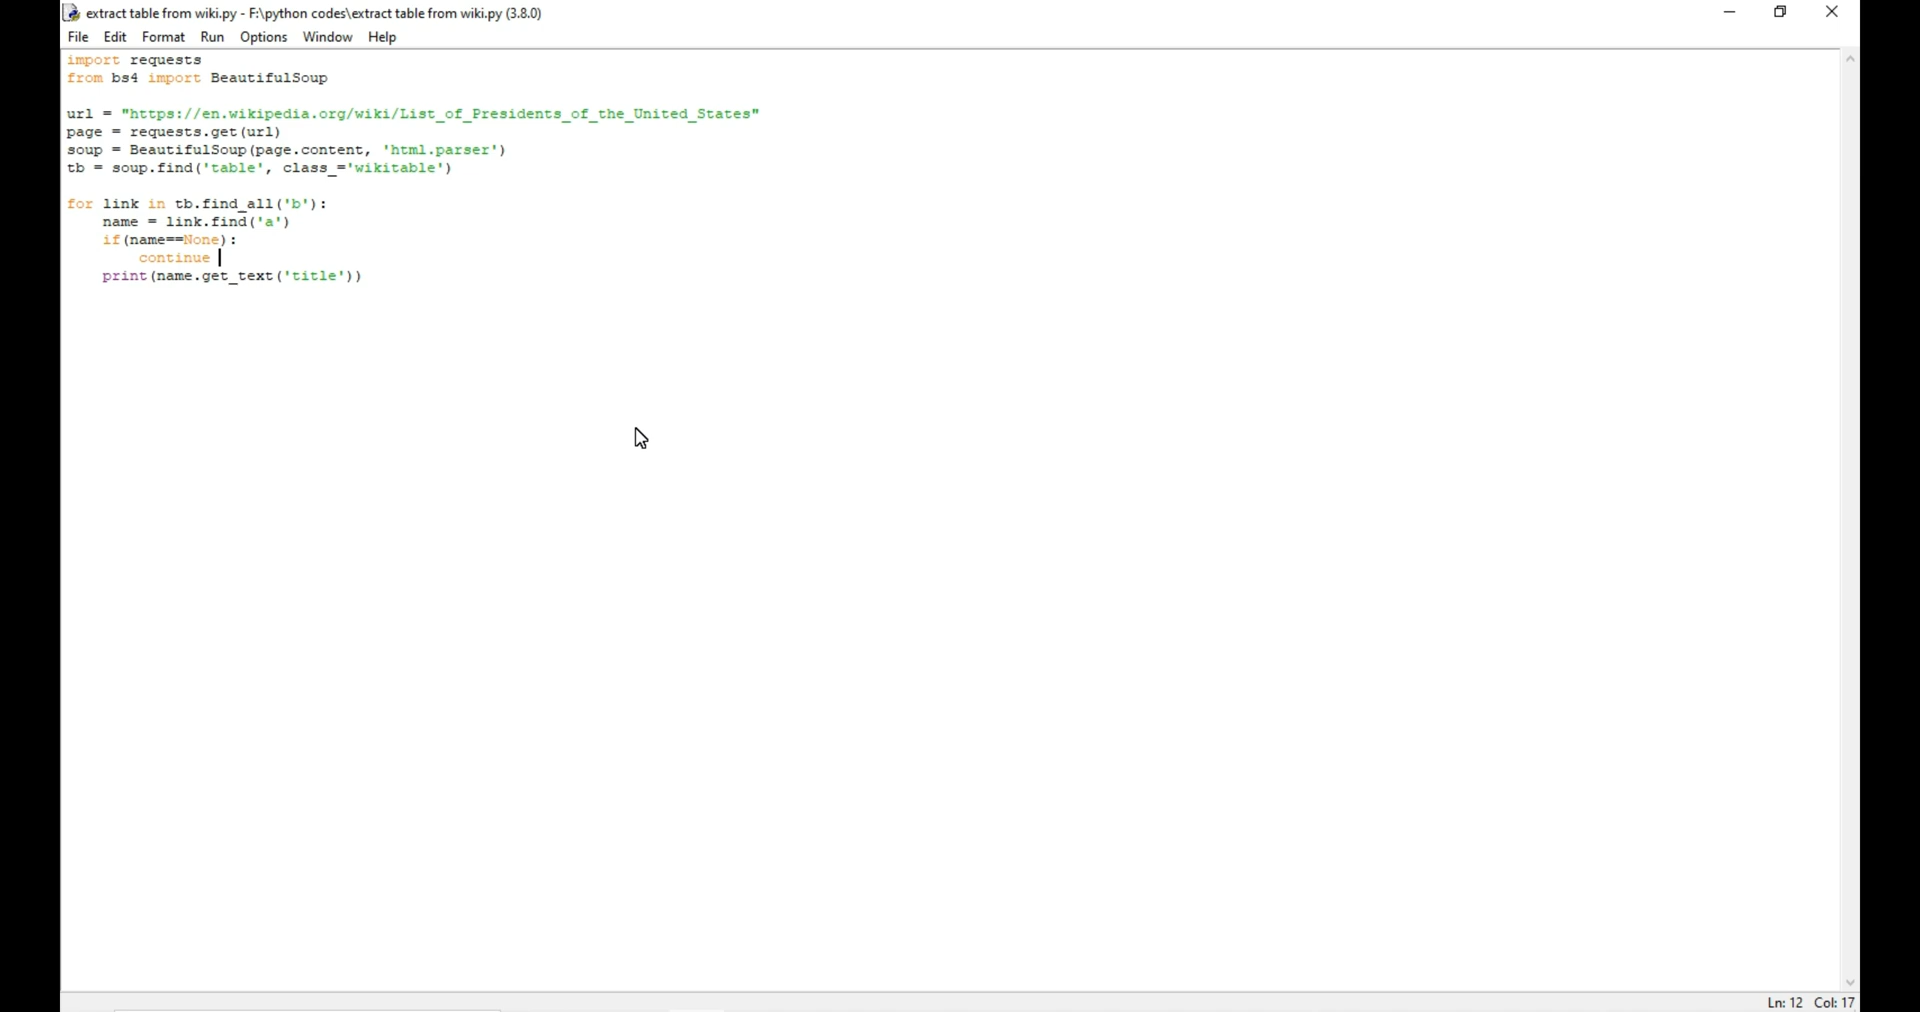 extract table from wiki.py - F:\python codes\extract table from wiki.py (3.8.0)
File Edit Format Run Options Window Help
import requests
from bs4 import BeautifulSoup
url = "https://en.wikipedia.org/wiki/List_of_Presidents_of_the_United_States"
page = requests.get(url)
soup = BeautifulSoup(page.content, 'html.parser')
tb = soup.find('table', class_='wikitable')
for link in tb.find_all('b'):
    name = link.find('a')
    if(name==None):
        continue
    print(name.get_text('title'))
Ln: 12 Col: 17